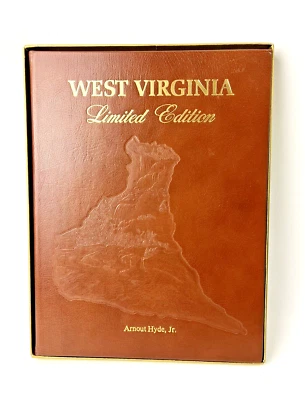 WEST VIRGINIA
Limited Edition
Arnout Hyde, Jr.